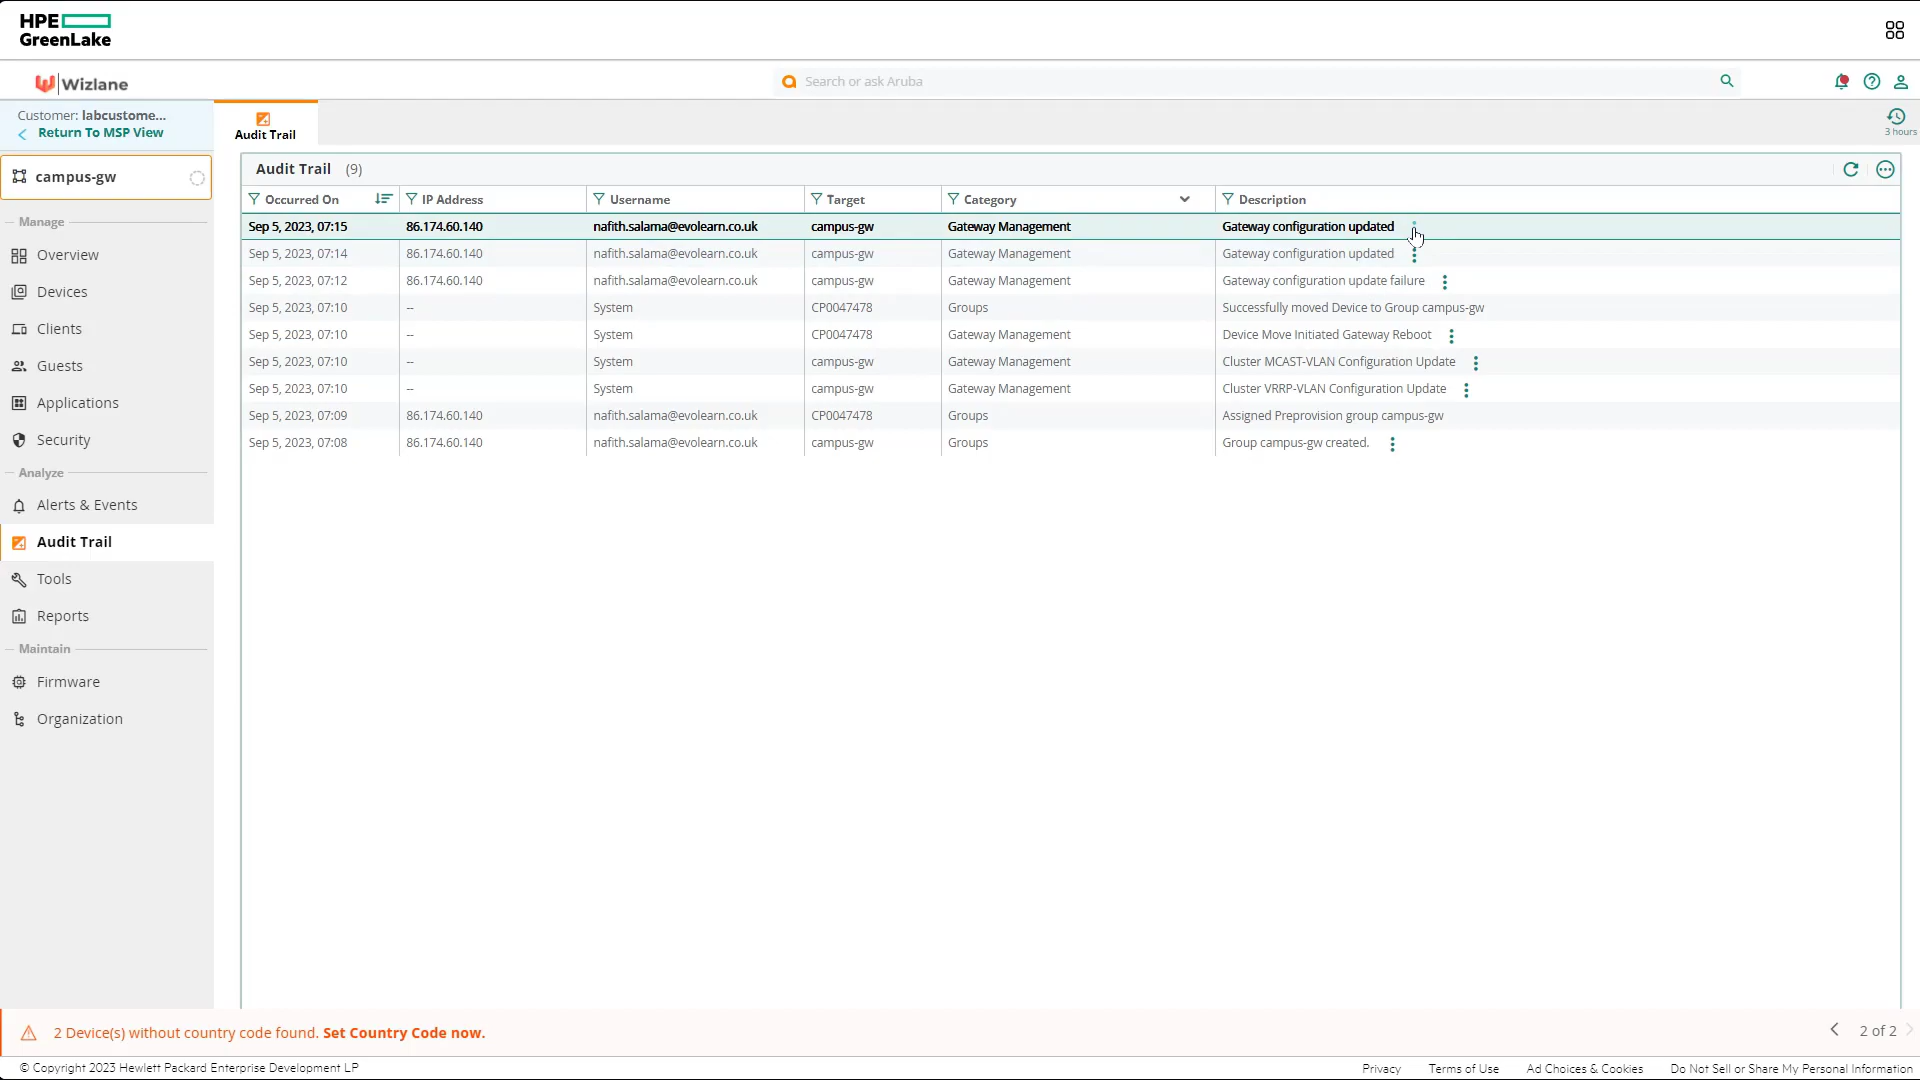 HPE
GreenLake
Wizlane
Search or ask Aruba
Customer: labcustome...
Return To MSP View
Audit Trail
3 hours
campus-gw
Audit Trail (9)
Manage
Occurred On IP Address Username Target Category Description
Sep 5, 2023, 07:15 86.174.60.140 nafith.salama@evolearn.co.uk campus-gw Gateway Management Gateway configuration updated
Sep 5, 2023, 07:14 86.174.60.140 nafith.salama@evolearn.co.uk campus-gw Gateway Management Gateway configuration updated
Sep 5, 2023, 07:12 86.174.60.140 nafith.salama@evolearn.co.uk campus-gw Gateway Management Gateway configuration update failure
Sep 5, 2023, 07:10 -- System CP0047478 Groups Successfully moved Device to Group campus-gw
Sep 5, 2023, 07:10 -- System CP0047478 Gateway Management Device Move Initiated Gateway Reboot
Sep 5, 2023, 07:10 -- System campus-gw Gateway Management Cluster MCAST-VLAN Configuration Update
Sep 5, 2023, 07:10 -- System campus-gw Gateway Management Cluster VRRP-VLAN Configuration Update
Sep 5, 2023, 07:09 86.174.60.140 nafith.salama@evolearn.co.uk CP0047478 Groups Assigned Preprovision group campus-gw
Sep 5, 2023, 07:08 86.174.60.140 nafith.salama@evolearn.co.uk campus-gw Groups Group campus-gw created.
Overview
Devices
Clients
Guests
Applications
Security
Analyze
Alerts & Events
Audit Trail
Tools
Reports
Maintain
Firmware
Organization
2 Device(s) without country code found. Set Country Code now.
2 of 2
© Copyright 2023 Hewlett Packard Enterprise Development LP
Privacy Terms of Use Ad Choices & Cookies Do Not Sell or Share My Personal Information